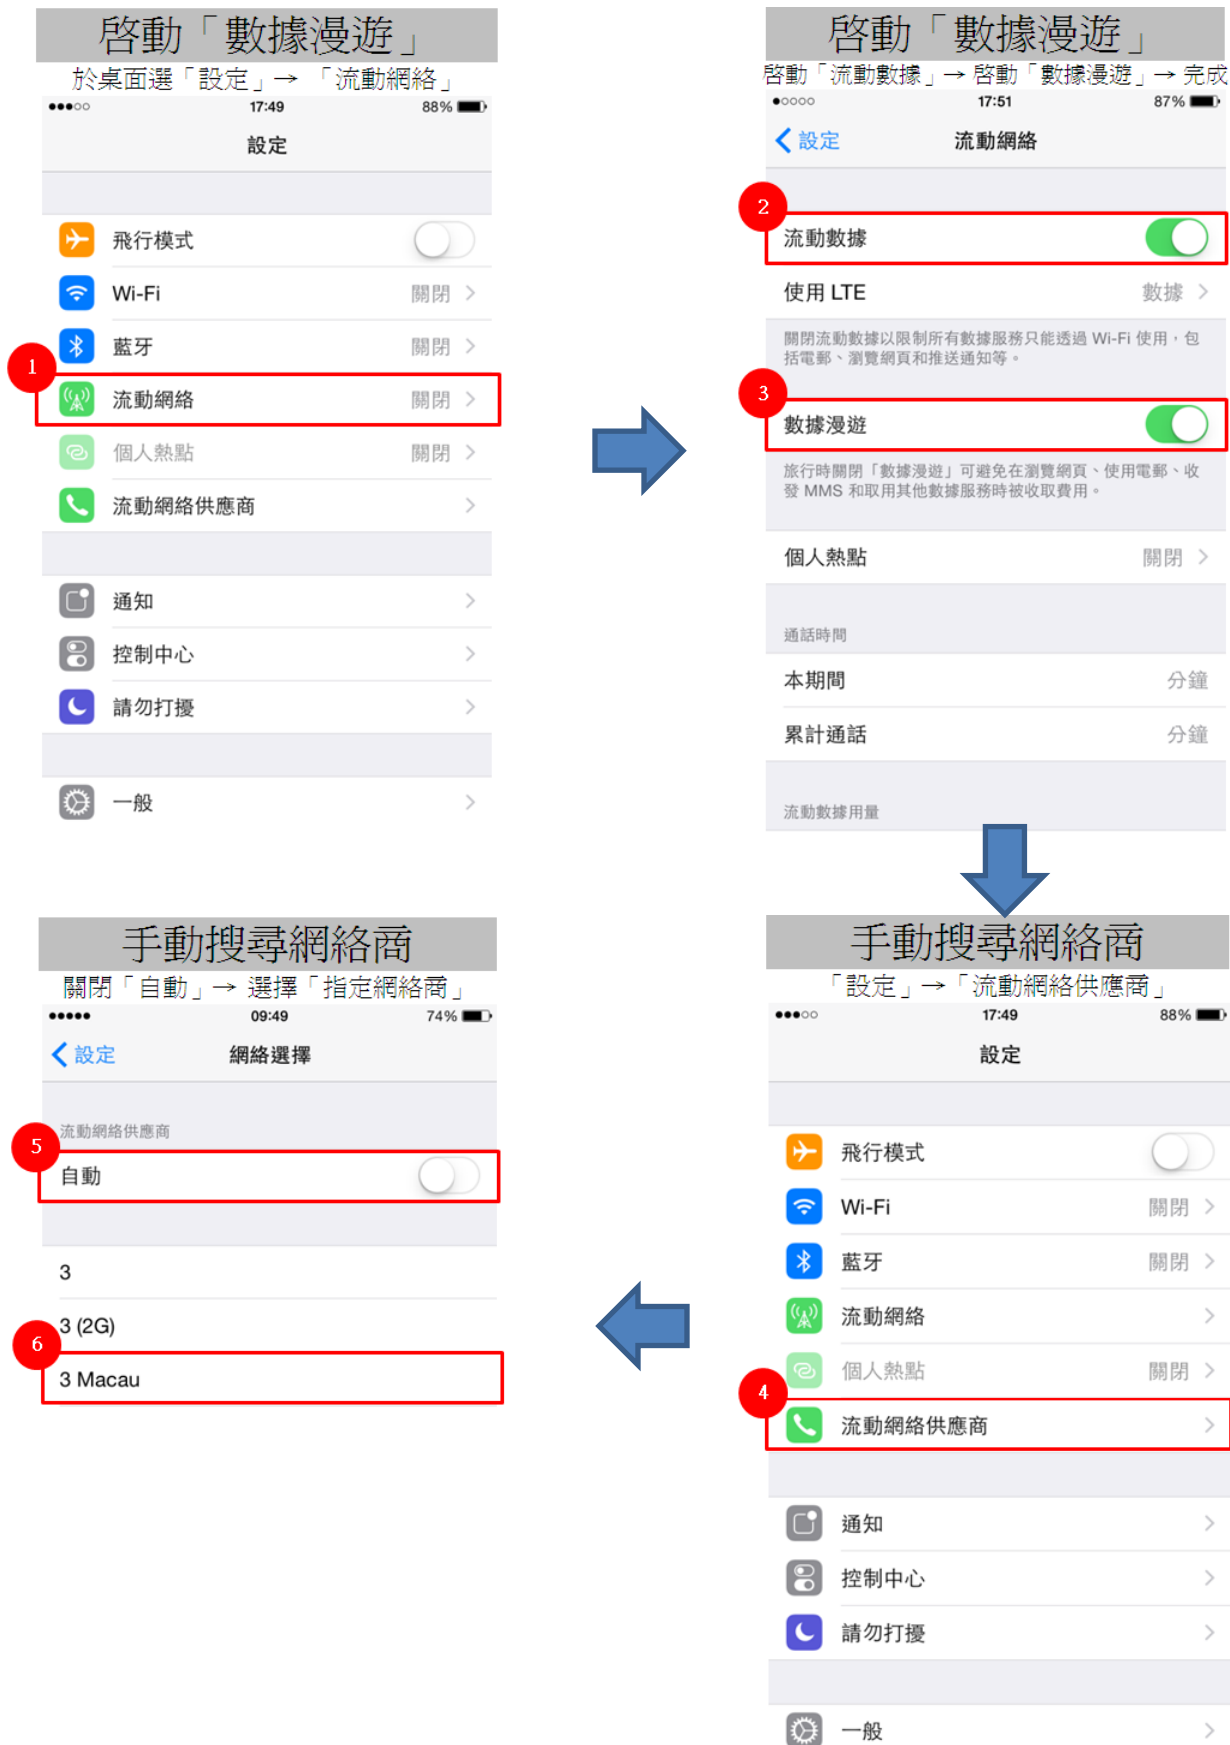 啓動「數據漫遊」
於桌面選「設定」→「流動網絡」
17:49 88%
設定
飛行模式
Wi-Fi 關閉
藍牙 關閉
1
流動網絡 關閉
個人熱點 關閉
流動網絡供應商
通知
控制中心
請勿打擾
一般
啓動「數據漫遊」
啓動「流動數據」→ 啓動「數據漫遊」→ 完成
17:51 87%
設定 流動網絡
2
流動數據
使用 LTE 數據
關閉流動數據以限制所有數據服務只能透過 Wi-Fi 使用，包
括電郵、瀏覽網頁和推送通知等。
3
數據漫遊
旅行時關閉「數據漫遊」可避免在瀏覽網頁、使用電郵、收
發 MMS 和取用其他數據服務時被收取費用。
個人熱點 關閉
通話時間
本期間 分鐘
累計通話 分鐘
流動數據用量
手動搜尋網絡商
「設定」→「流動網絡供應商」
17:49 88%
設定
飛行模式
Wi-Fi 關閉
藍牙 關閉
流動網絡
個人熱點 關閉
4
流動網絡供應商
通知
控制中心
請勿打擾
一般
手動搜尋網絡商
關閉「自動」→ 選擇「指定網絡商」
09:49 74%
設定 網絡選擇
流動網絡供應商
5
自動
3
3 (2G)
6
3 Macau